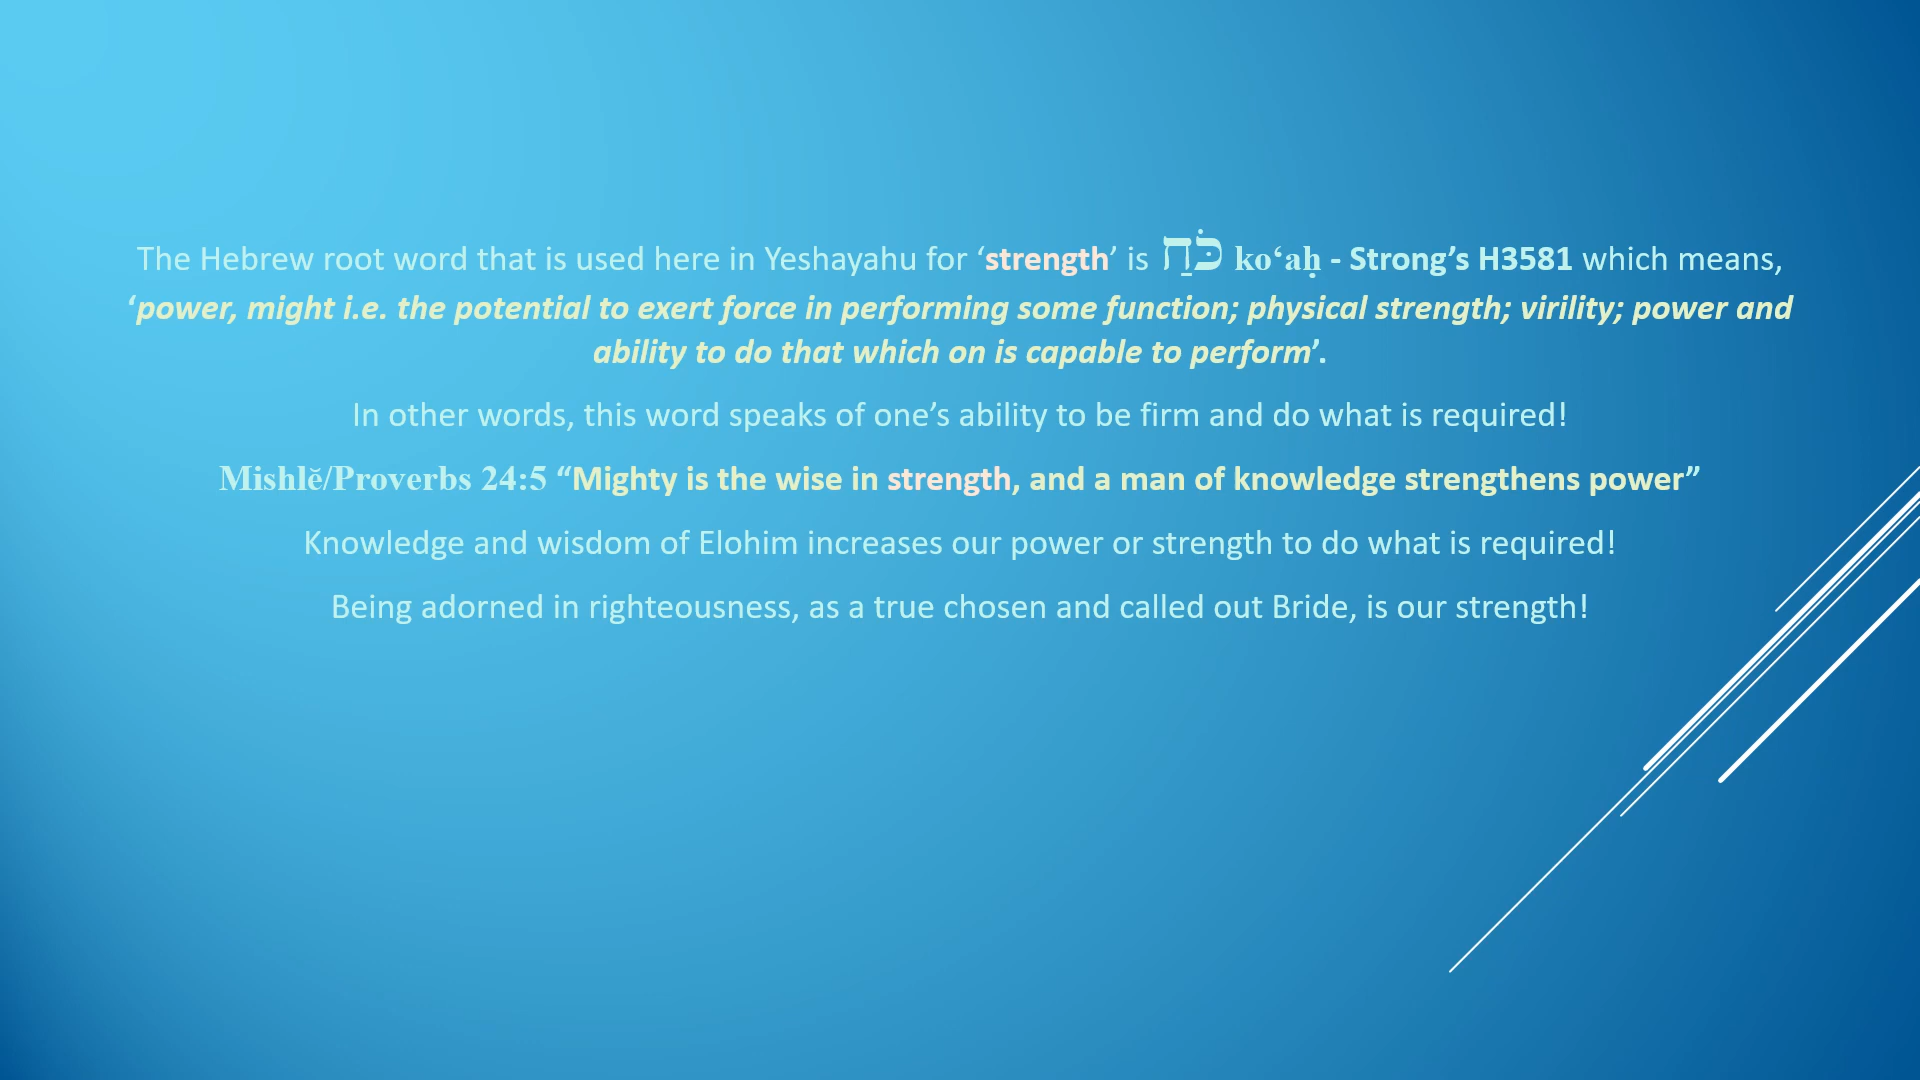 The Hebrew root word that is used here in Yeshayahu for ‘strength’ is כֹּחַ ko‘aḥ - Strong’s H3581 which means,
‘power, might i.e. the potential to exert force in performing some function; physical strength; virility; power and
ability to do that which on is capable to perform’.
In other words, this word speaks of one’s ability to be firm and do what is required!
Mishlĕ/Proverbs 24:5 “Mighty is the wise in strength, and a man of knowledge strengthens power”
Knowledge and wisdom of Elohim increases our power or strength to do what is required!
Being adorned in righteousness, as a true chosen and called out Bride, is our strength!